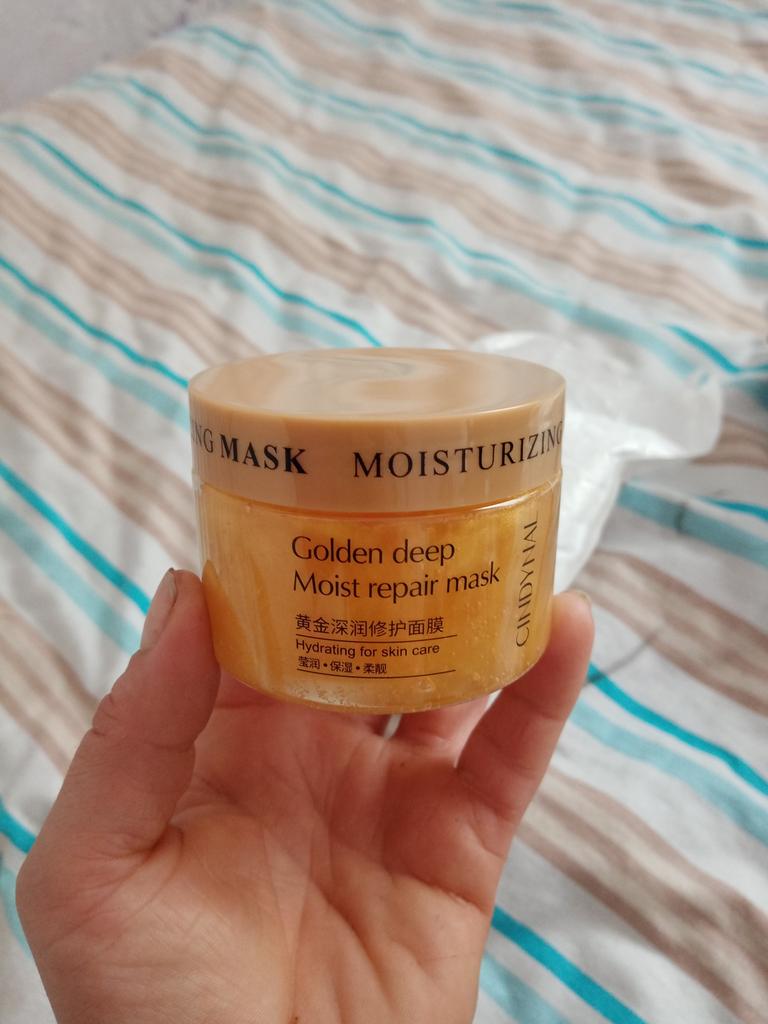 NG MASK MOISTURIZING
Golden deep
Moist repair mask
黄金深润修护面膜
Hydrating for skin care
莹润•保湿•柔靓
CINDYNAL